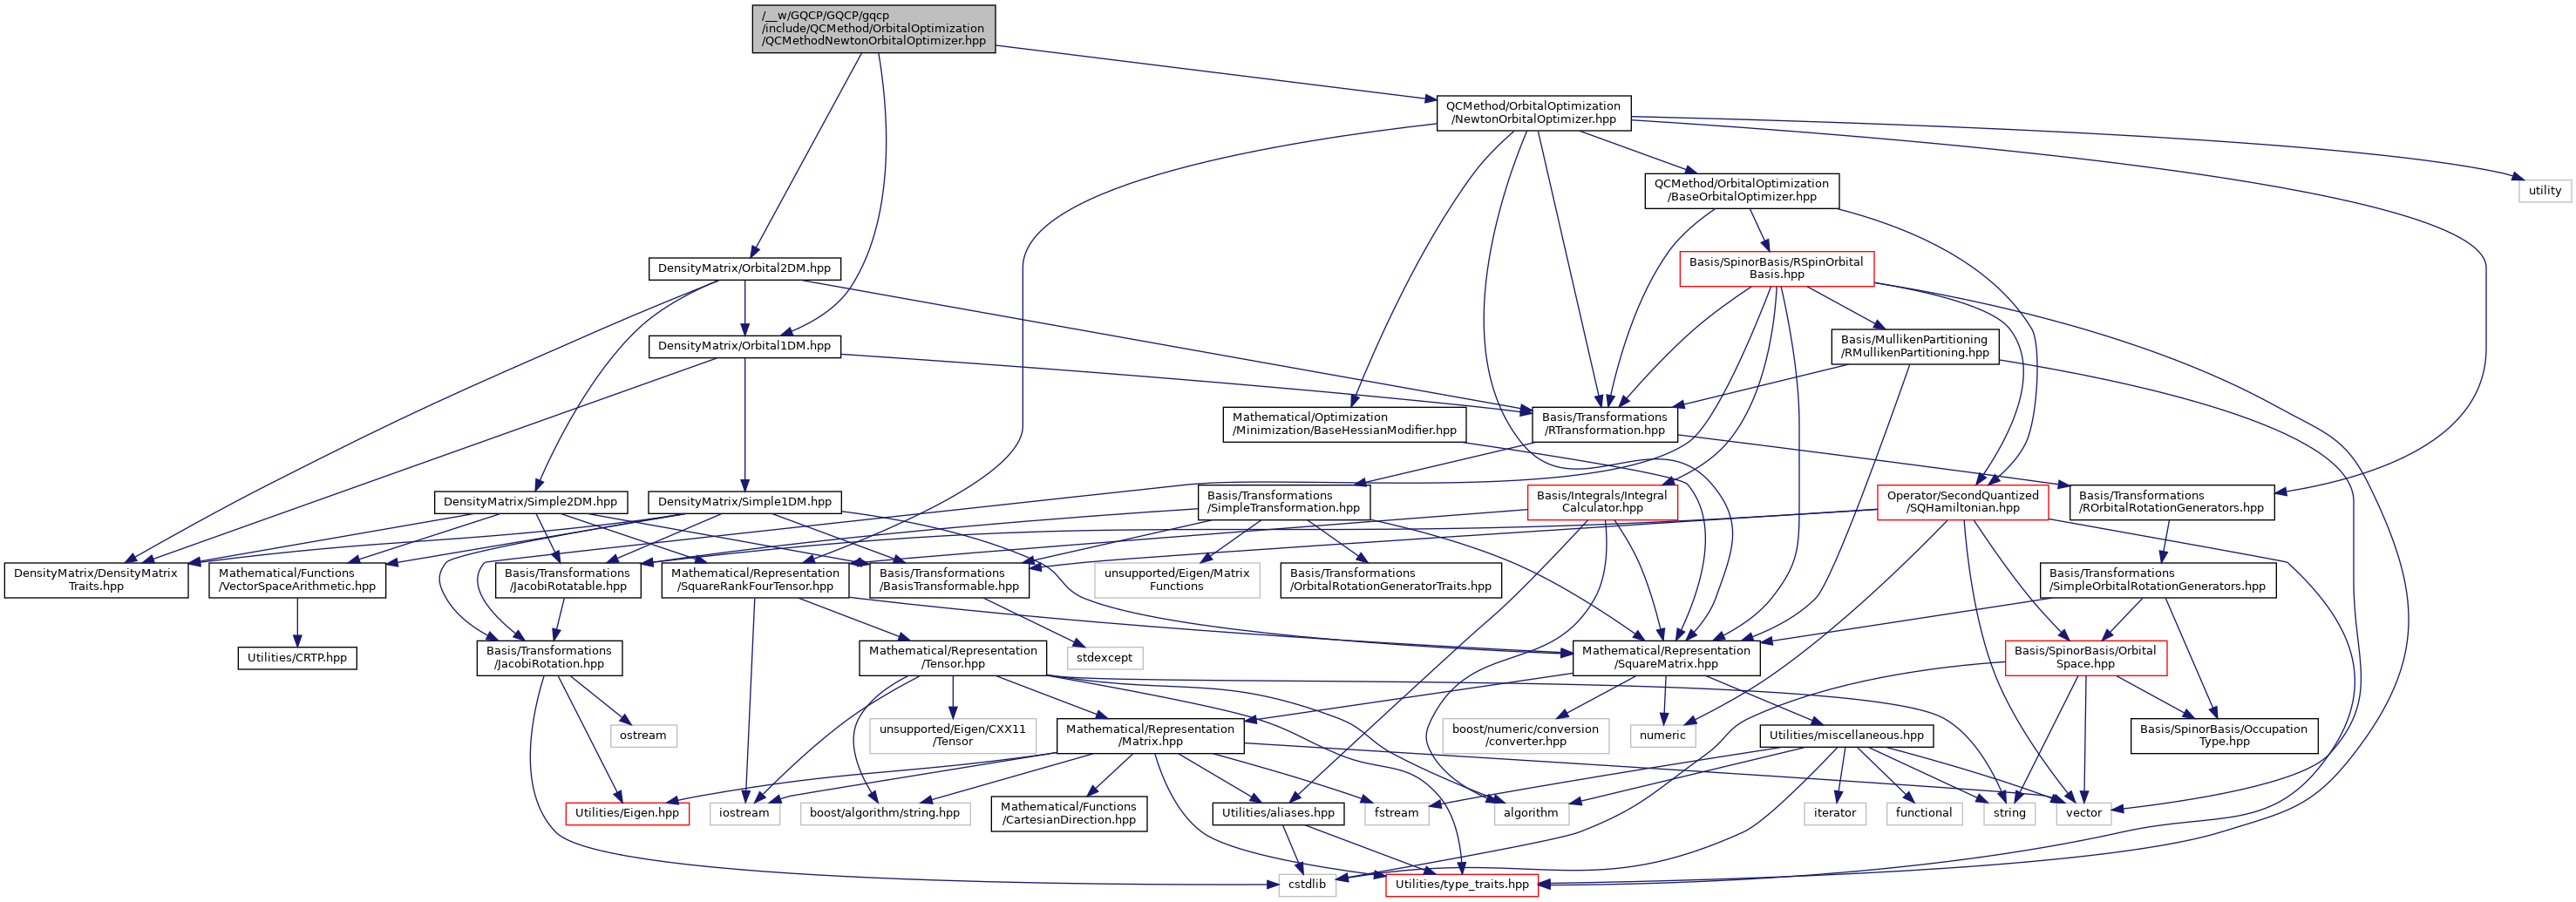 /__w/GQCP/GQCP/gqcp
/include/QCMethod/OrbitalOptimization
/QCMethodNewtonOrbitalOptimizer.hpp
QCMethod/OrbitalOptimization
/NewtonOrbitalOptimizer.hpp
QCMethod/OrbitalOptimization
/BaseOrbitalOptimizer.hpp
utility
DensityMatrix/Orbital2DM.hpp
Basis/SpinorBasis/RSpinOrbital
Basis.hpp
DensityMatrix/Orbital1DM.hpp
Basis/MullikenPartitioning
/RMullikenPartitioning.hpp
Mathematical/Optimization
/Minimization/BaseHessianModifier.hpp
Basis/Transformations
/RTransformation.hpp
DensityMatrix/Simple2DM.hpp
DensityMatrix/Simple1DM.hpp
Basis/Transformations
/SimpleTransformation.hpp
Basis/Integrals/Integral
Calculator.hpp
Operator/SecondQuantized
/SQHamiltonian.hpp
Basis/Transformations
/ROrbitalRotationGenerators.hpp
DensityMatrix/DensityMatrix
Traits.hpp
Mathematical/Functions
/VectorSpaceArithmetic.hpp
Basis/Transformations
/JacobiRotatable.hpp
Mathematical/Representation
/SquareRankFourTensor.hpp
Basis/Transformations
/BasisTransformable.hpp
unsupported/Eigen/Matrix
Functions
Basis/Transformations
/OrbitalRotationGeneratorTraits.hpp
Basis/Transformations
/SimpleOrbitalRotationGenerators.hpp
Utilities/CRTP.hpp
Basis/Transformations
/JacobiRotation.hpp
Mathematical/Representation
/Tensor.hpp
stdexcept
Mathematical/Representation
/SquareMatrix.hpp
Basis/SpinorBasis/Orbital
Space.hpp
ostream
unsupported/Eigen/CXX11
/Tensor
Mathematical/Representation
/Matrix.hpp
boost/numeric/conversion
/converter.hpp
numeric
Utilities/miscellaneous.hpp
Basis/SpinorBasis/Occupation
Type.hpp
Utilities/Eigen.hpp
iostream
boost/algorithm/string.hpp
Mathematical/Functions
/CartesianDirection.hpp
Utilities/aliases.hpp
fstream
algorithm
iterator
functional
string
vector
cstdlib
Utilities/type_traits.hpp